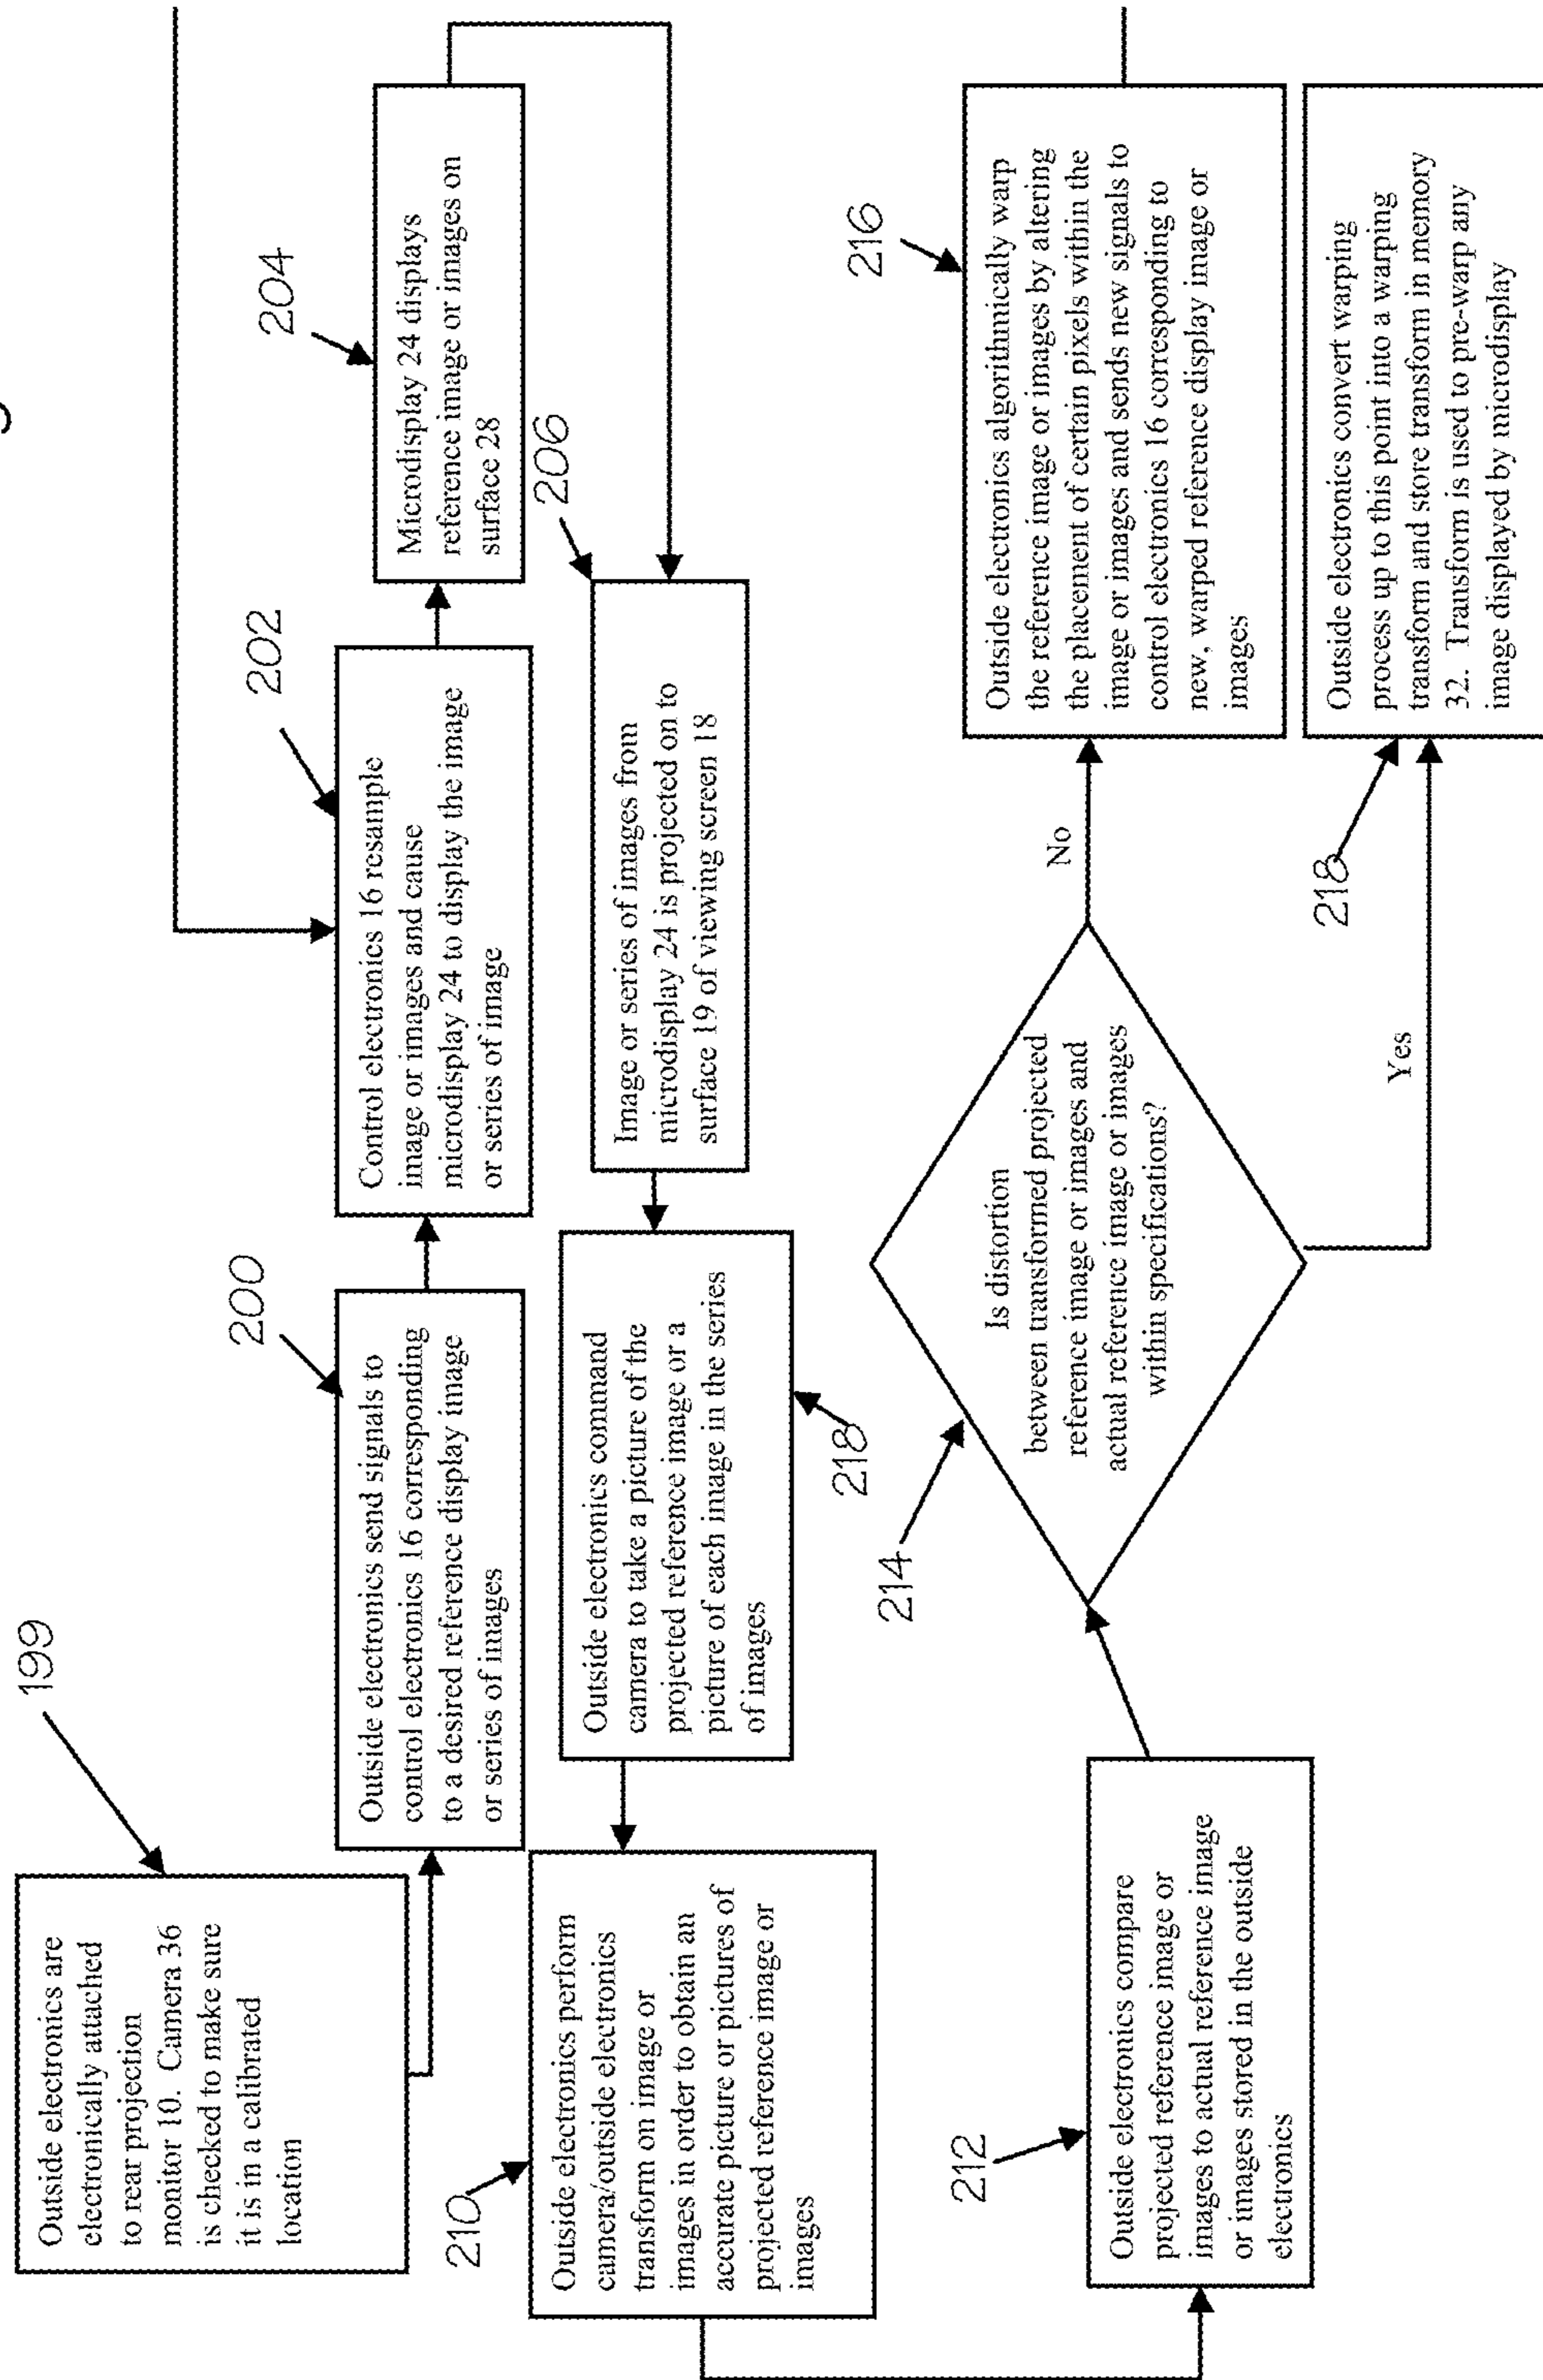 199
Outside electronics are
electronically attached
to rear projection
monitor 10. Camera 36
is checked to make sure
it is in a calibrated
location
200
Outside electronics send signals to
control electronics 16 corresponding
to a desired reference display image
or series of images
202
Control electronics 16 resample
image or images and cause
microdisplay 24 to display the image
or series of image
204
Microdisplay 24 displays
reference image or images on
surface 28
206
Image or series of images from
microdisplay 24 is projected on to
surface 19 of viewing screen 18
218
Outside electronics command
camera to take a picture of the
projected reference image or a
picture of each image in the series
of images
210
Outside electronics perform
camera/outside electronics
transform on image or
images in order to obtain an
accurate picture or pictures of
projected reference image or
images
212
Outside electronics compare
projected reference image or
images to actual reference image
or images stored in the outside
electronics
214
Is distortion
between transformed projected
reference image or images and
actual reference image or images
within specifications?
No
Yes
216
Outside electronics algorithmically warp
the reference image or images by altering
the placement of certain pixels within the
image or images and sends new signals to
control electronics 16 corresponding to
new, warped reference display image or
images
218
Outside electronics convert warping
process up to this point into a warping
transform and store transform in memory
32. Transform is used to pre-warp any
image displayed by microdisplay